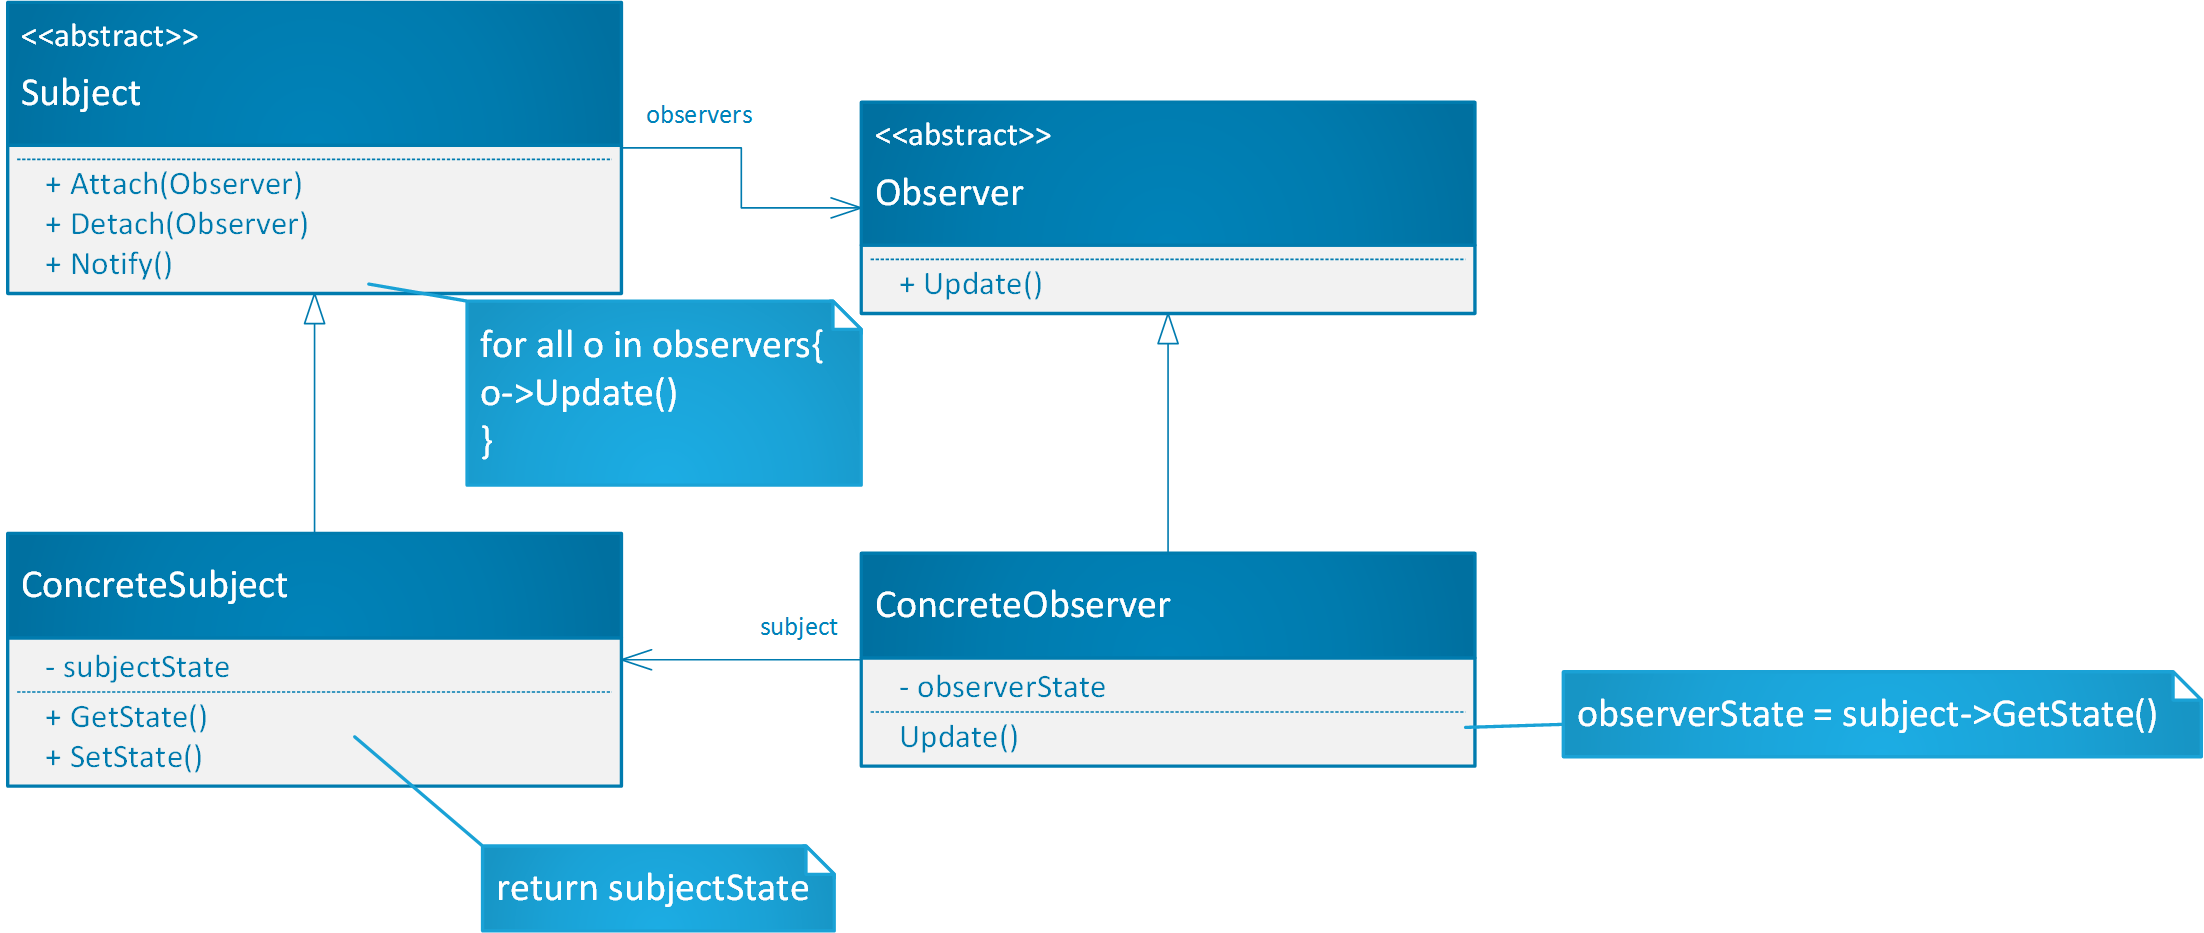 <<abstract>>
Subject
+ Attach(Observer)
+ Detach(Observer)
+ Notify()
observers
<<abstract>>
Observer
+ Update()
for all o in observers{
o->Update()
}
ConcreteSubject
- subjectState
+ GetState()
+ SetState()
subject
ConcreteObserver
- observerState
Update()
observerState = subject->GetState()
return subjectState